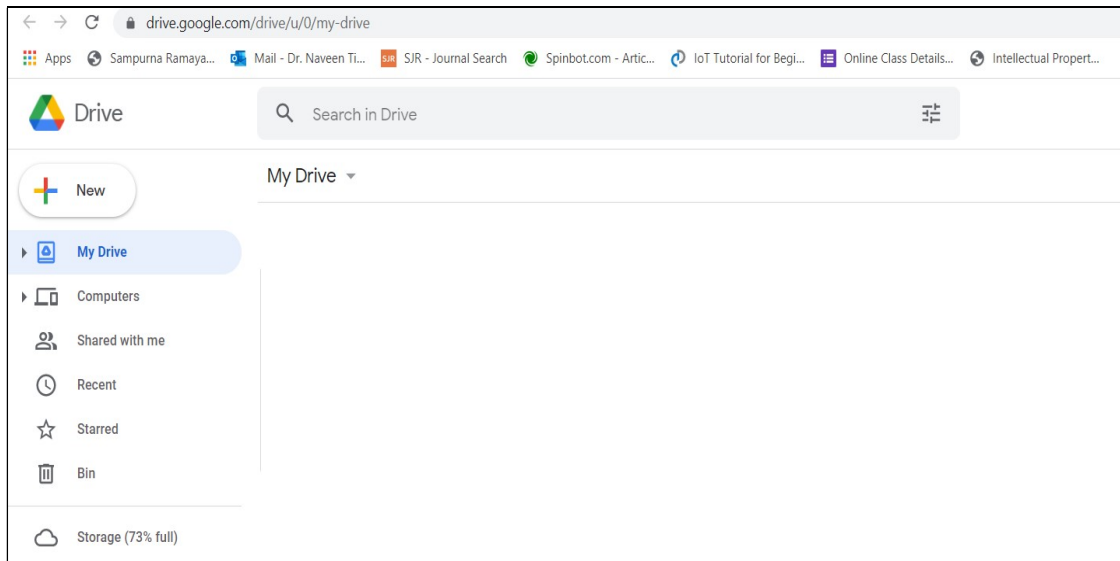 drive.google.com/drive/u/0/my-drive
Apps Sampurna Ramaya... Mail - Dr. Naveen Ti... SJR SJR - Journal Search Spinbot.com - Artic... IoT Tutorial for Begi... Online Class Details... Intellectual Propert...
Drive Search in Drive
New My Drive
My Drive
Computers
Shared with me
Recent
Starred
Bin
Storage (73% full)